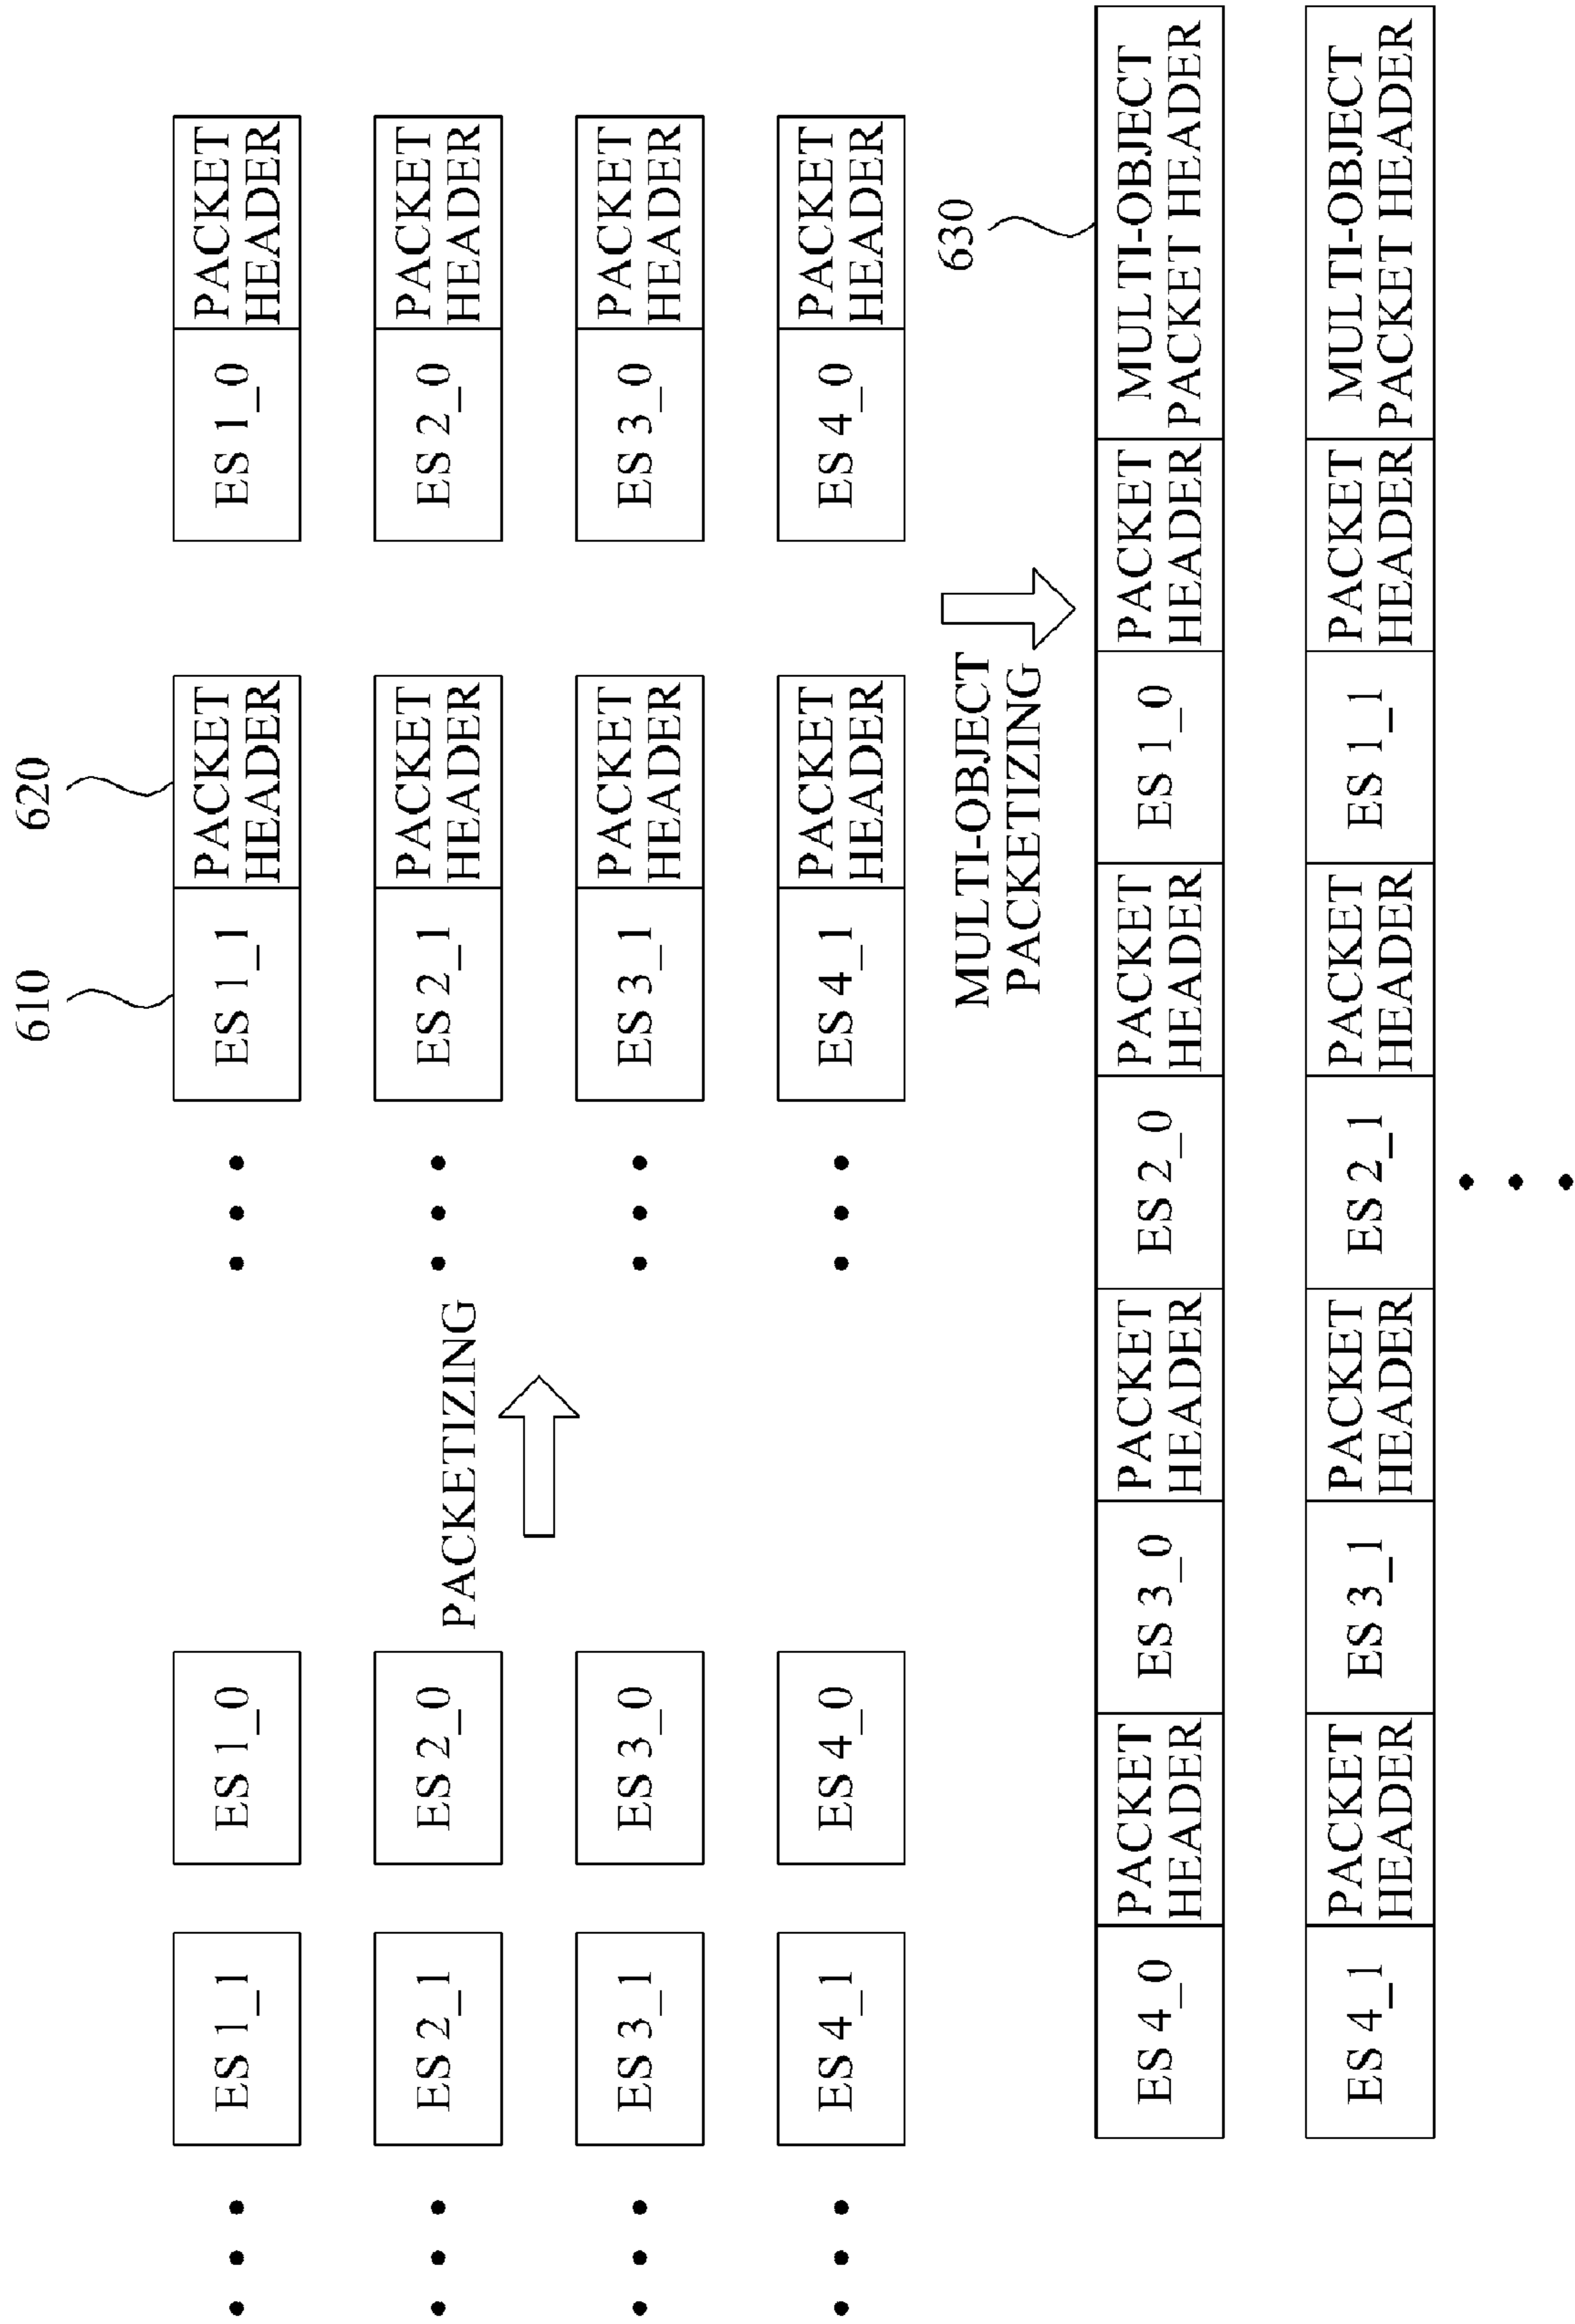 610
620
ES 1_1
ES 1_0
ES 1_1
PACKET
HEADER
ES 1_0
PACKET
HEADER
ES 2_1
ES 2_0
PACKETIZING
ES 2_1
PACKET
HEADER
ES 2_0
PACKET
HEADER
ES 3_1
ES 3_0
ES 3_1
PACKET
HEADER
ES 3_0
PACKET
HEADER
ES 4_1
ES 4_0
ES 4_1
PACKET
HEADER
ES 4_0
PACKET
HEADER
MULTI-OBJECT
PACKETIZING
630
ES 4_0
PACKET
HEADER
ES 3_0
PACKET
HEADER
ES 2_0
PACKET
HEADER
ES 1_0
PACKET
HEADER
MULTI-OBJECT
PACKET HEADER
ES 4_1
PACKET
HEADER
ES 3_1
PACKET
HEADER
ES 2_1
PACKET
HEADER
ES 1_1
PACKET
HEADER
MULTI-OBJECT
PACKET HEADER